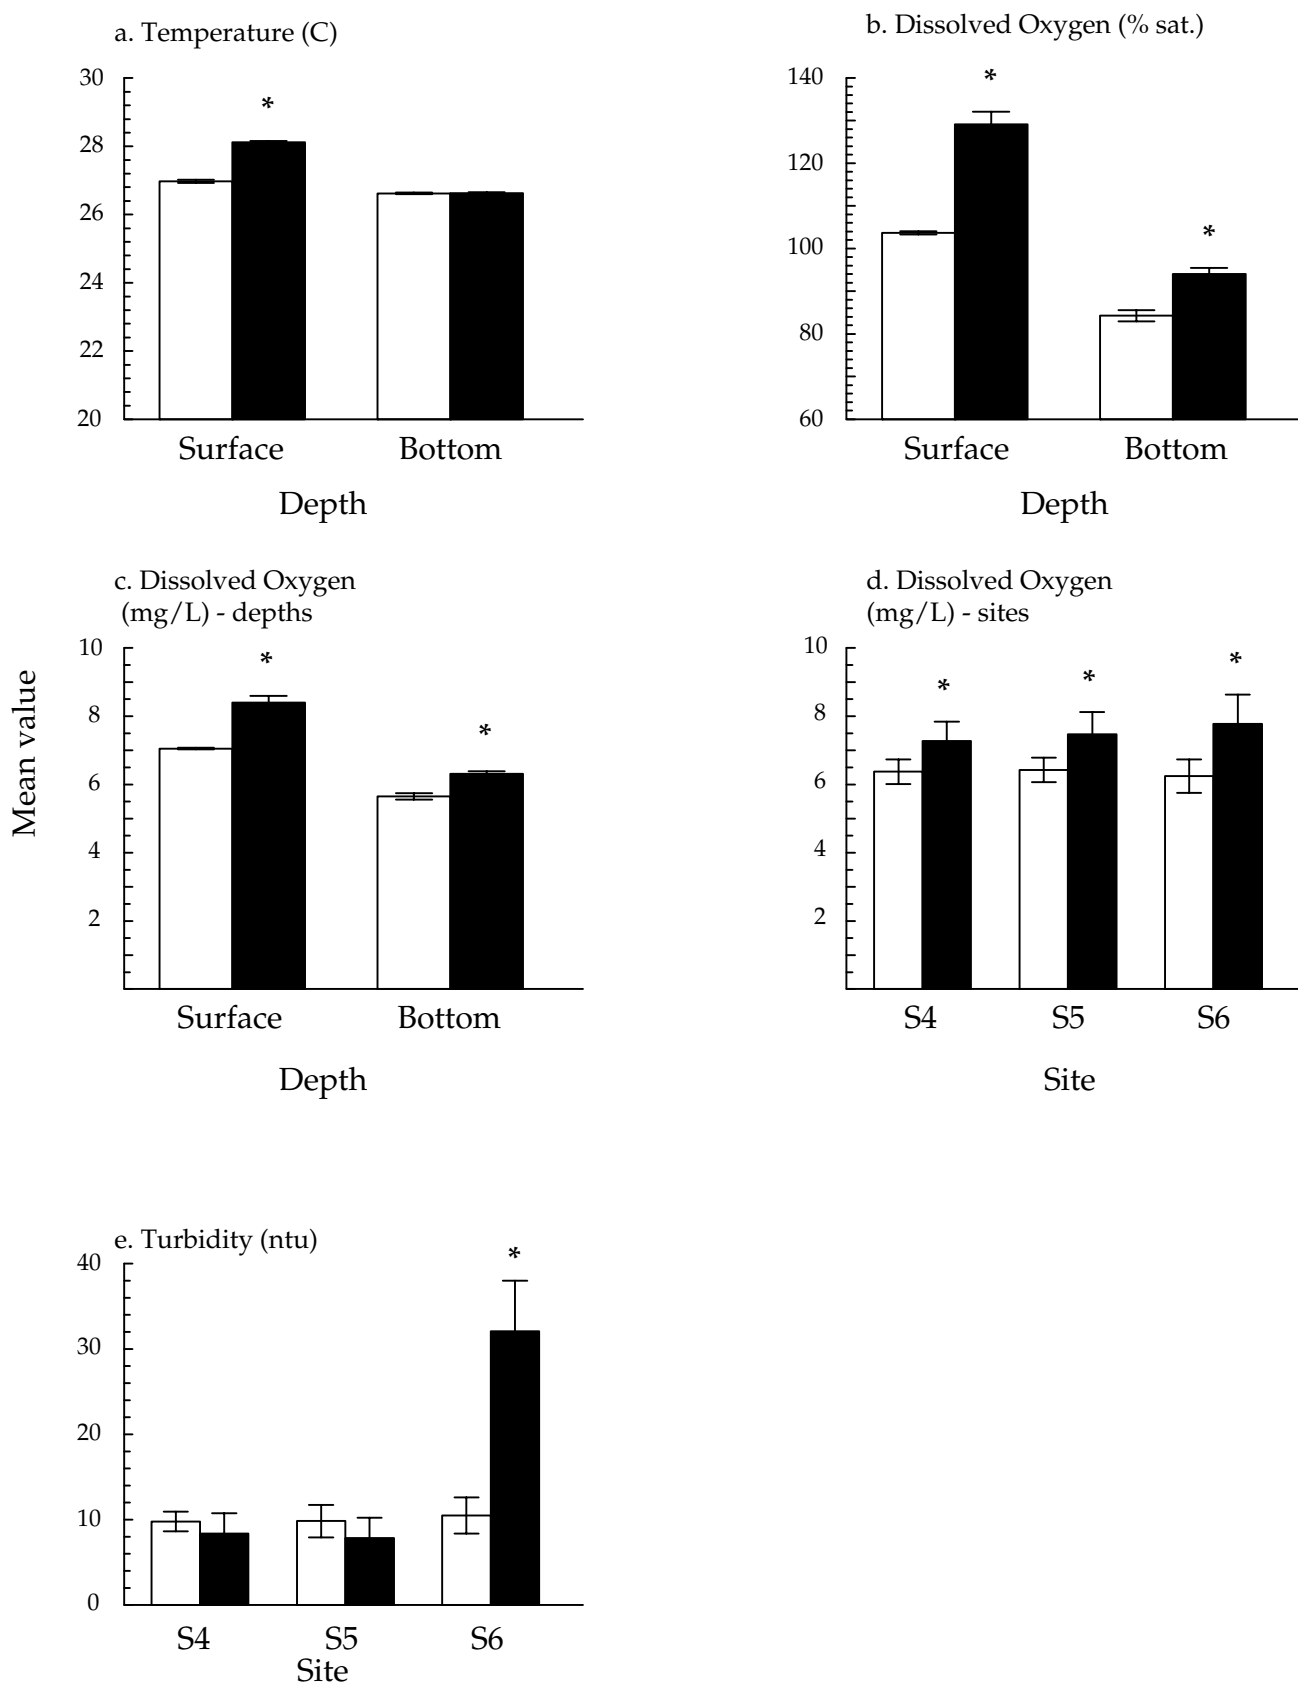 a. Temperature (C)
30
28
26
24
22
20
*
Surface Bottom
Depth
b. Dissolved Oxygen (% sat.)
140
120
100
80
60
*
*
Surface Bottom
Depth
Mean value
c. Dissolved Oxygen
(mg/L) - depths
10
8
6
4
2
*
*
Surface Bottom
Depth
d. Dissolved Oxygen
(mg/L) - sites
10
8
6
4
2
*
*
*
S4 S5 S6
Site
e. Turbidity (ntu)
40
30
20
10
0
*
S4 S5 S6
Site